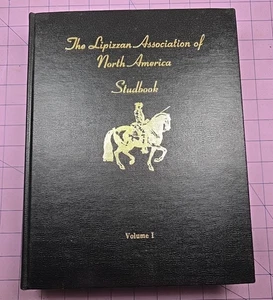 The Lipizzan Association of
North America
Studbook
Volume 1